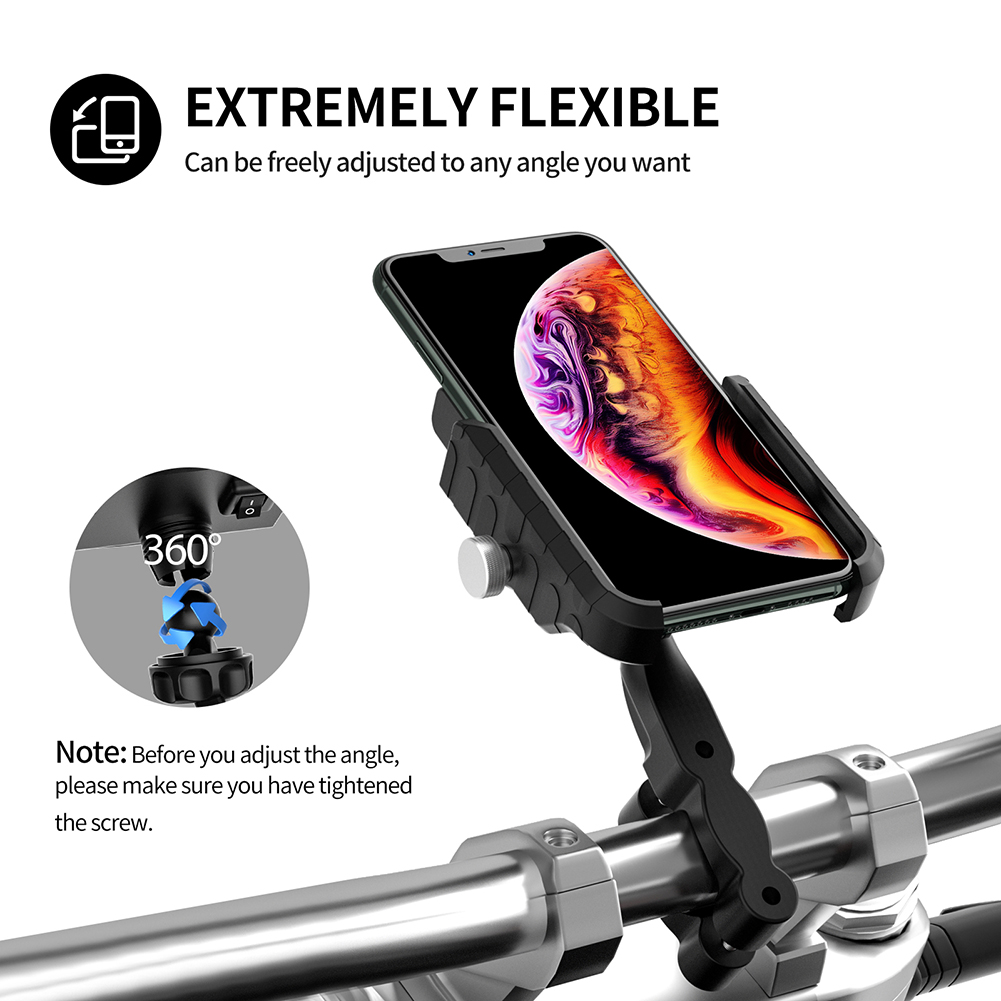 EXTREMELY FLEXIBLE
Can be freely adjusted to any angle you want
360°
Note: Before you adjust the angle,
please make sure you have tightened
the screw.